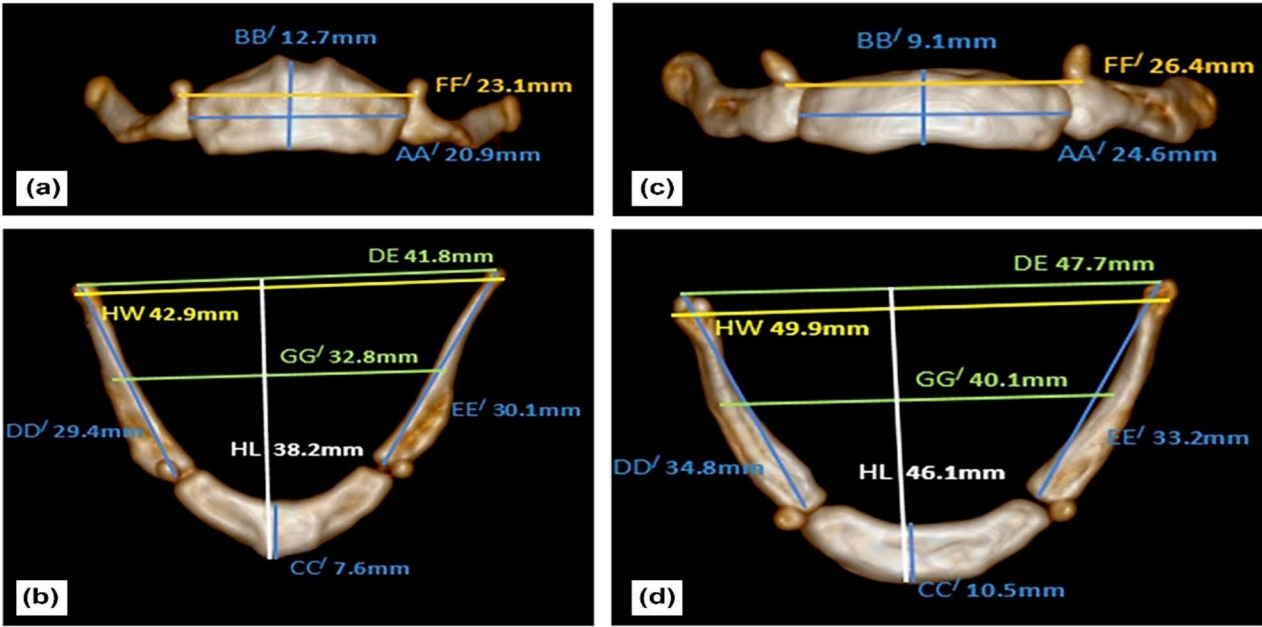 BB′ 12.7mm
FF′ 23.1mm
AA′ 20.9mm
(a)
BB′ 9.1mm
FF′ 26.4mm
AA′ 24.6mm
(c)
DE 41.8mm
HW 42.9mm
GG′ 32.8mm
DD′ 29.4mm
EE′ 30.1mm
HL 38.2mm
CC′ 7.6mm
(b)
DE 47.7mm
HW 49.9mm
GG′ 40.1mm
EE′ 33.2mm
DD′ 34.8mm
HL 46.1mm
CC′ 10.5mm
(d)